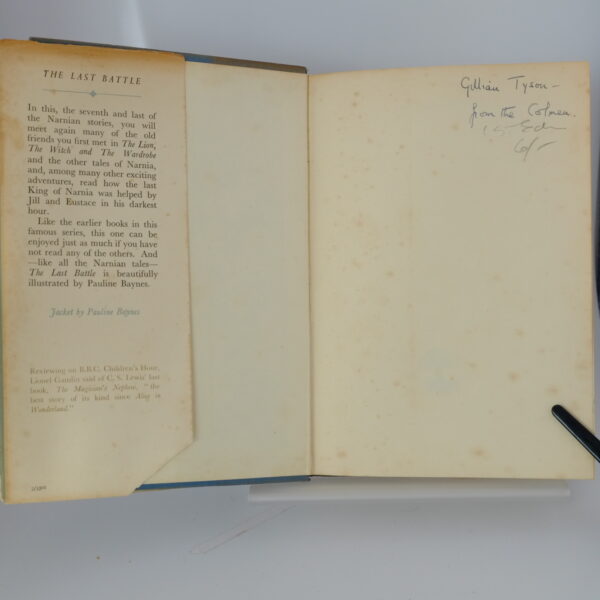 THE LAST BATTLE
In this, the seventh and last of
the Narnian stories, you will
meet again many of the old
friends you first met in The Lion,
The Witch and The Wardrobe
and the other tales of Narnia,
and, among many other exciting
adventures, read how the last
King of Narnia was helped by
Jill and Eustace in his darkest
hour.
Like the earlier books in this
famous series, this one can be
enjoyed just as much if you have
not read any of the others. And
—like all the Narnian tales—
The Last Battle is beautifully
illustrated by Pauline Baynes.
Jacket by Pauline Baynes
Reviewing on B.B.C. Children's Hour,
Lionel Gamlin said of C. S. Lewis' last
book, The Magician's Nephew, "the
best story of its kind since Alice in
Wonderland."
Gillian Tyson -
from the Colmen.
1st Edn